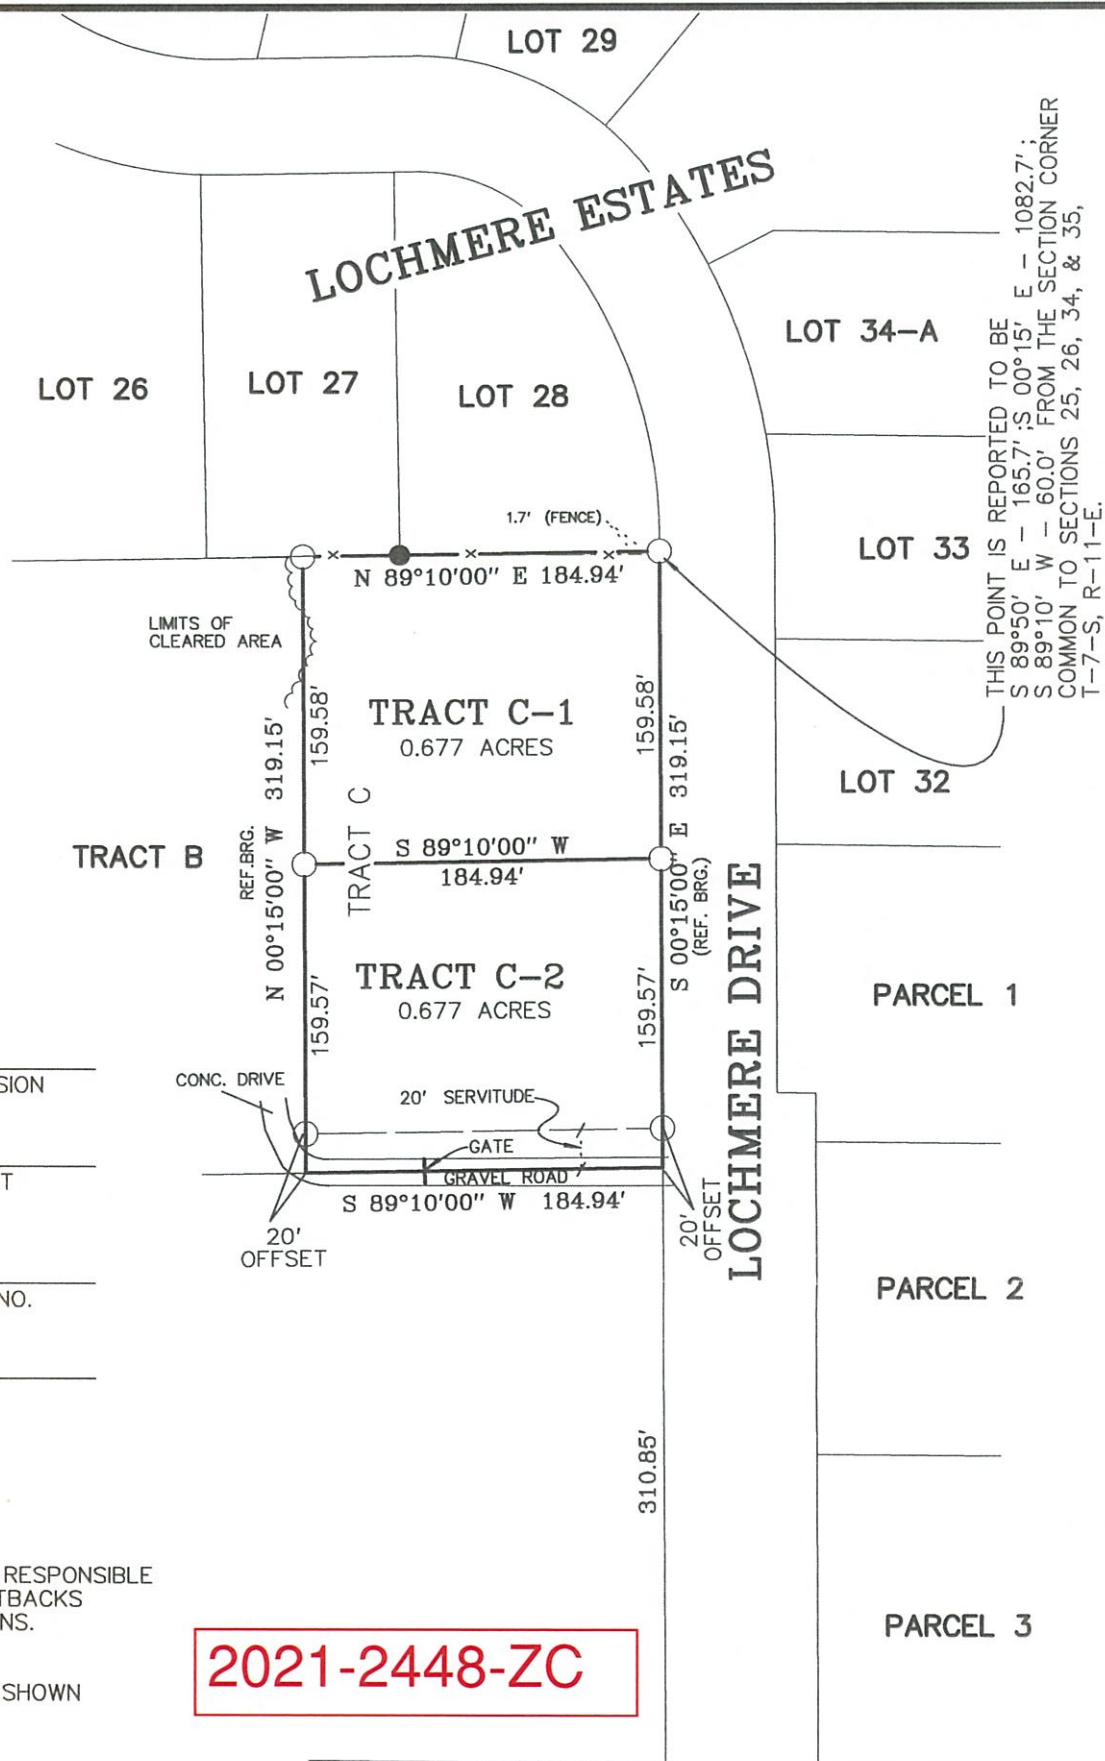 LOT 29
LOCHMERE ESTATES
LOT 26
LOT 27
LOT 28
LOT 34-A
LOT 33
THIS POINT IS REPORTED TO BE
S 89°50' E - 165.7' ;S 00°15' E - 1082.7' ;
S 89°10' W - 60.0' FROM THE SECTION CORNER
COMMON TO SECTIONS 25, 26, 34, & 35,
T-7-S, R-11-E.
1.7' (FENCE)
N 89°10'00" E 184.94'
LIMITS OF
CLEARED AREA
159.58'
159.58'
TRACT C-1
0.677 ACRES
N 00°15'00" W 319.15'
REF.BRG.
S 00°15'00" E 319.15'
(REF. BRG.)
LOT 32
TRACT B
TRACT C
S 89°10'00" W
184.94'
LOCHMERE DRIVE
TRACT C-2
0.677 ACRES
159.57'
159.57'
PARCEL 1
SION
CONC. DRIVE
20' SERVITUDE
GATE
GRAVEL ROAD
T
S 89°10'00" W 184.94'
20'
OFFSET
20'
OFFSET
NO.
PARCEL 2
310.85'
RESPONSIBLE
TBACKS
NS.
PARCEL 3
SHOWN
2021-2448-ZC